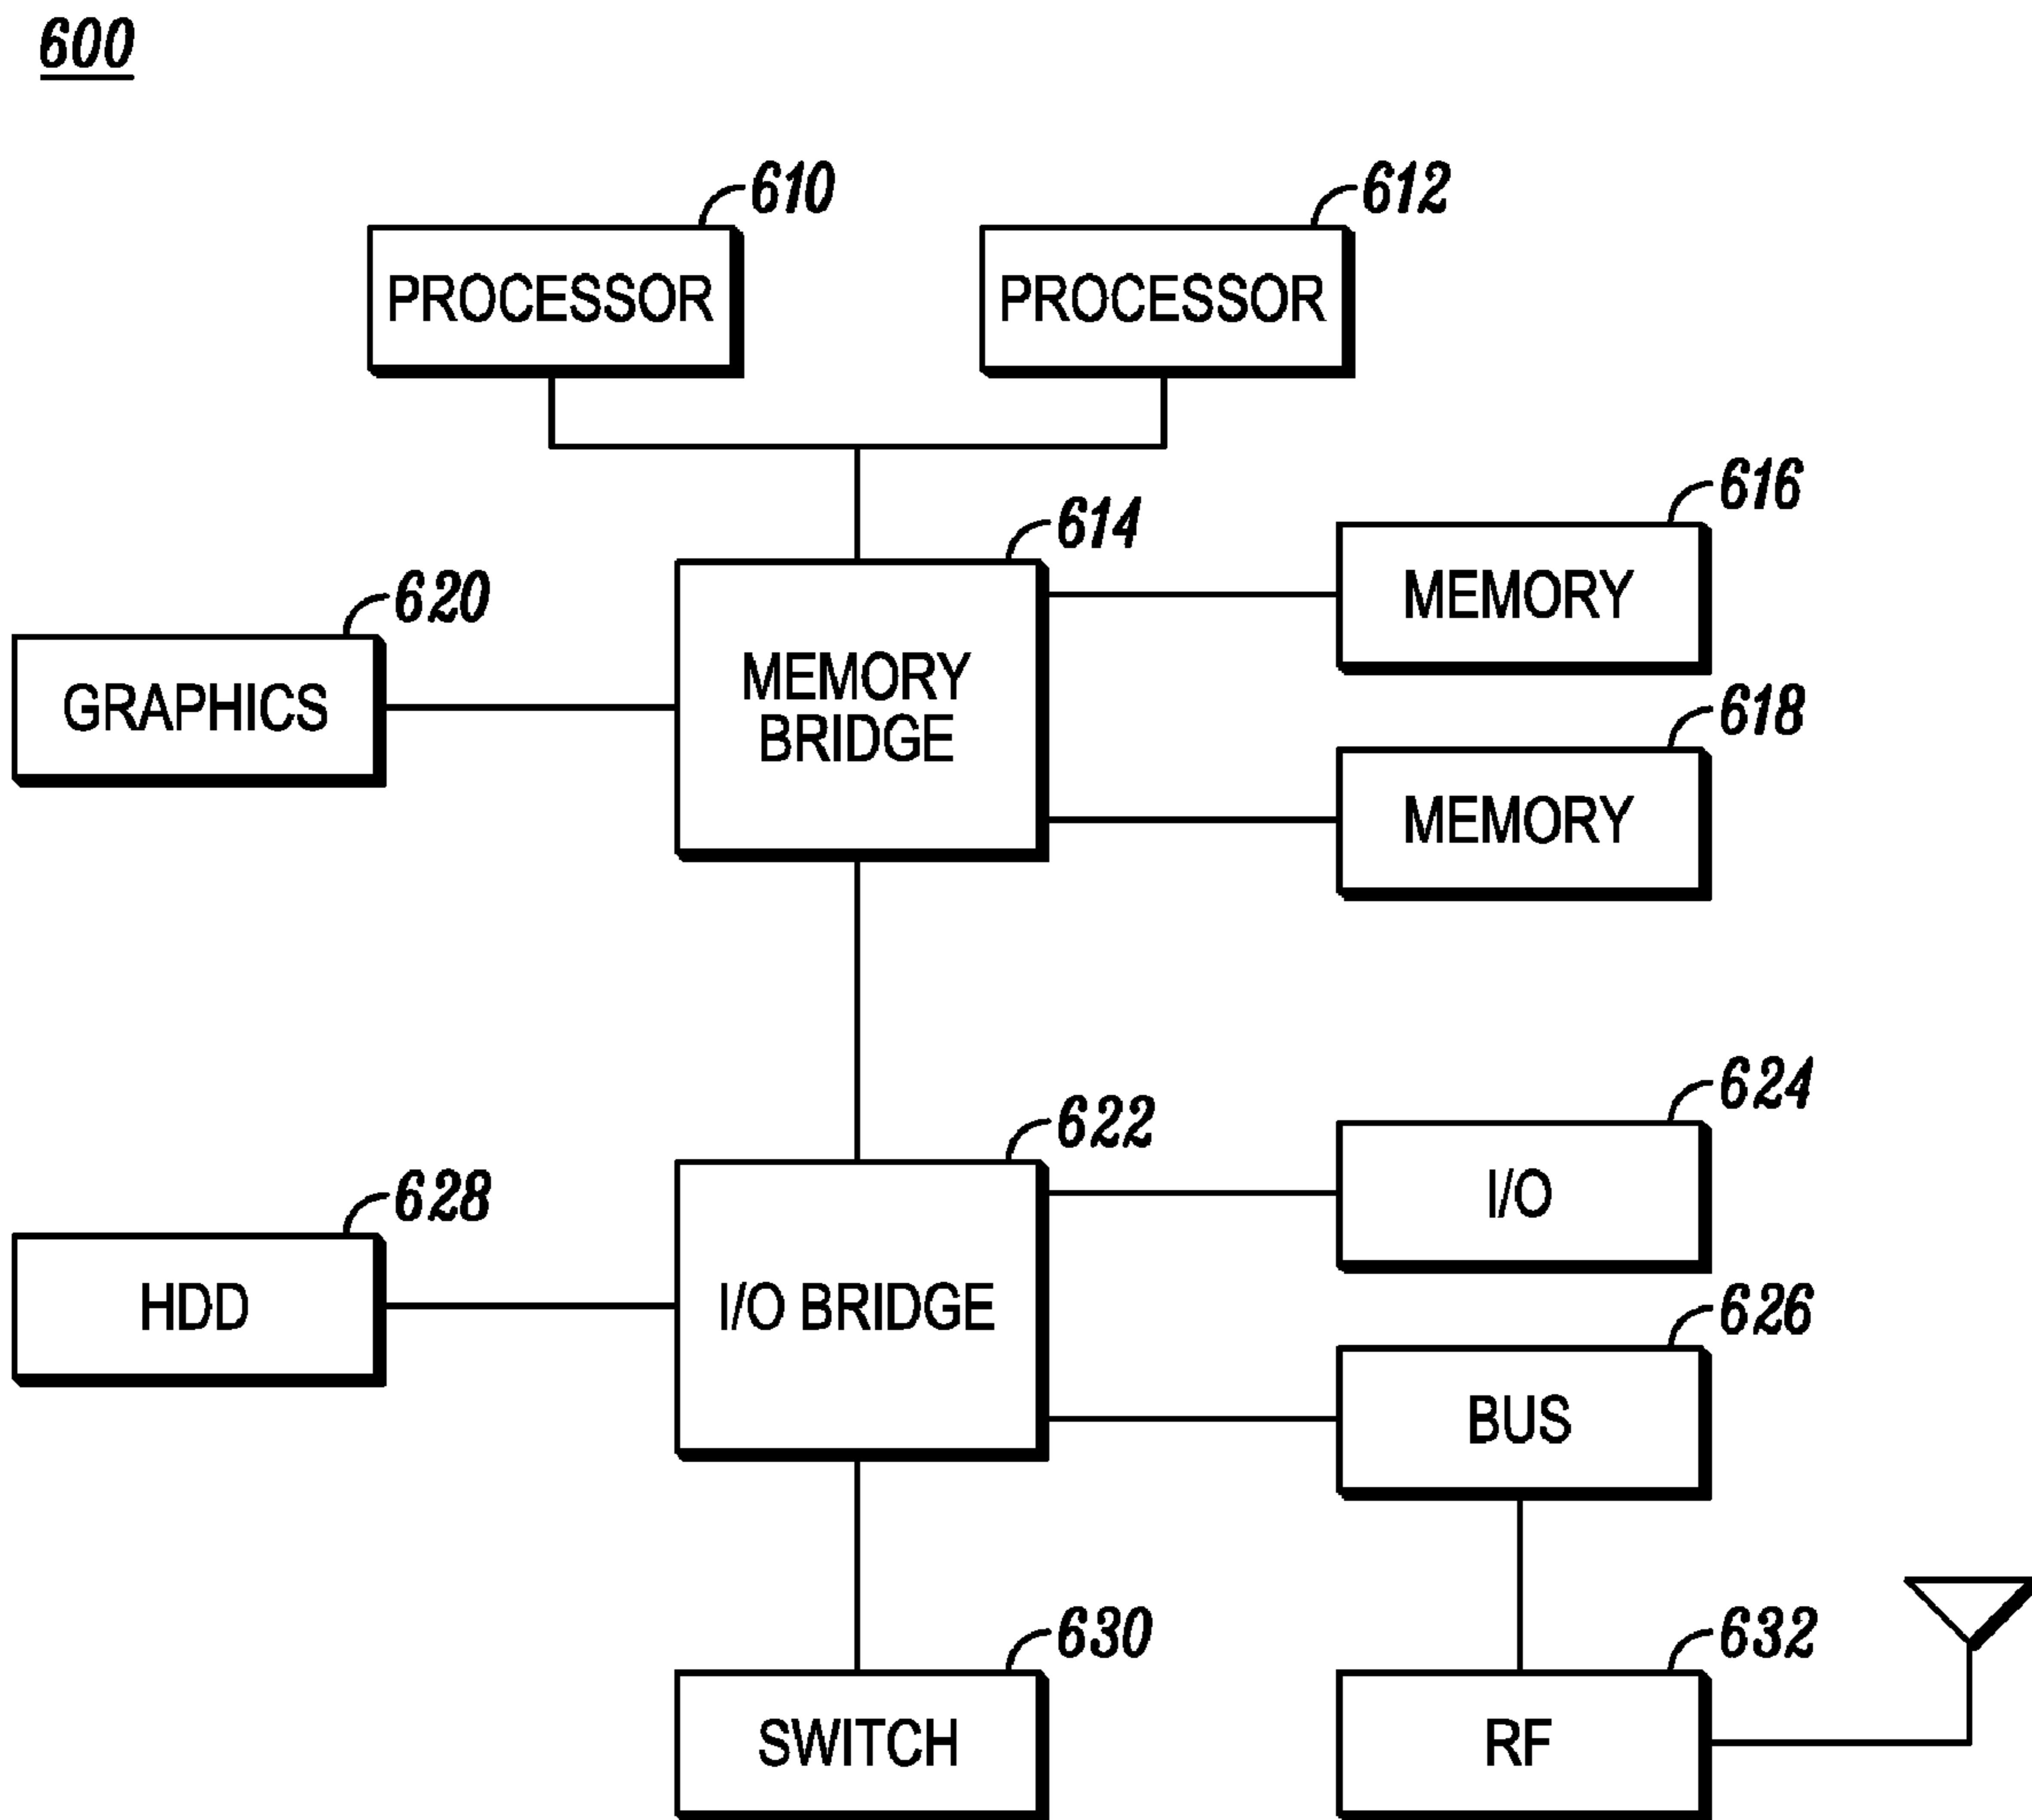 600
610
612
PROCESSOR
PROCESSOR
616
614
MEMORY
620
MEMORY
BRIDGE
GRAPHICS
618
MEMORY
624
622
I/O
628
HDD
I/O BRIDGE
626
BUS
630
632
SWITCH
RF